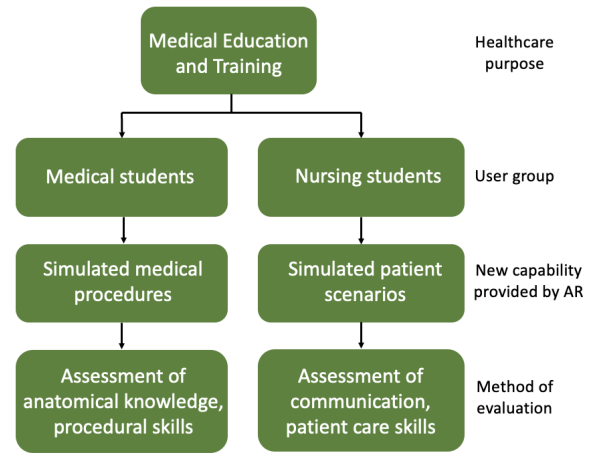 Medical Education
and Training
Healthcare
purpose
Medical students
Nursing students
User group
Simulated medical
procedures
Simulated patient
scenarios
New capability
provided by AR
Assessment of
anatomical knowledge,
procedural skills
Assessment of
communication,
patient care skills
Method of
evaluation